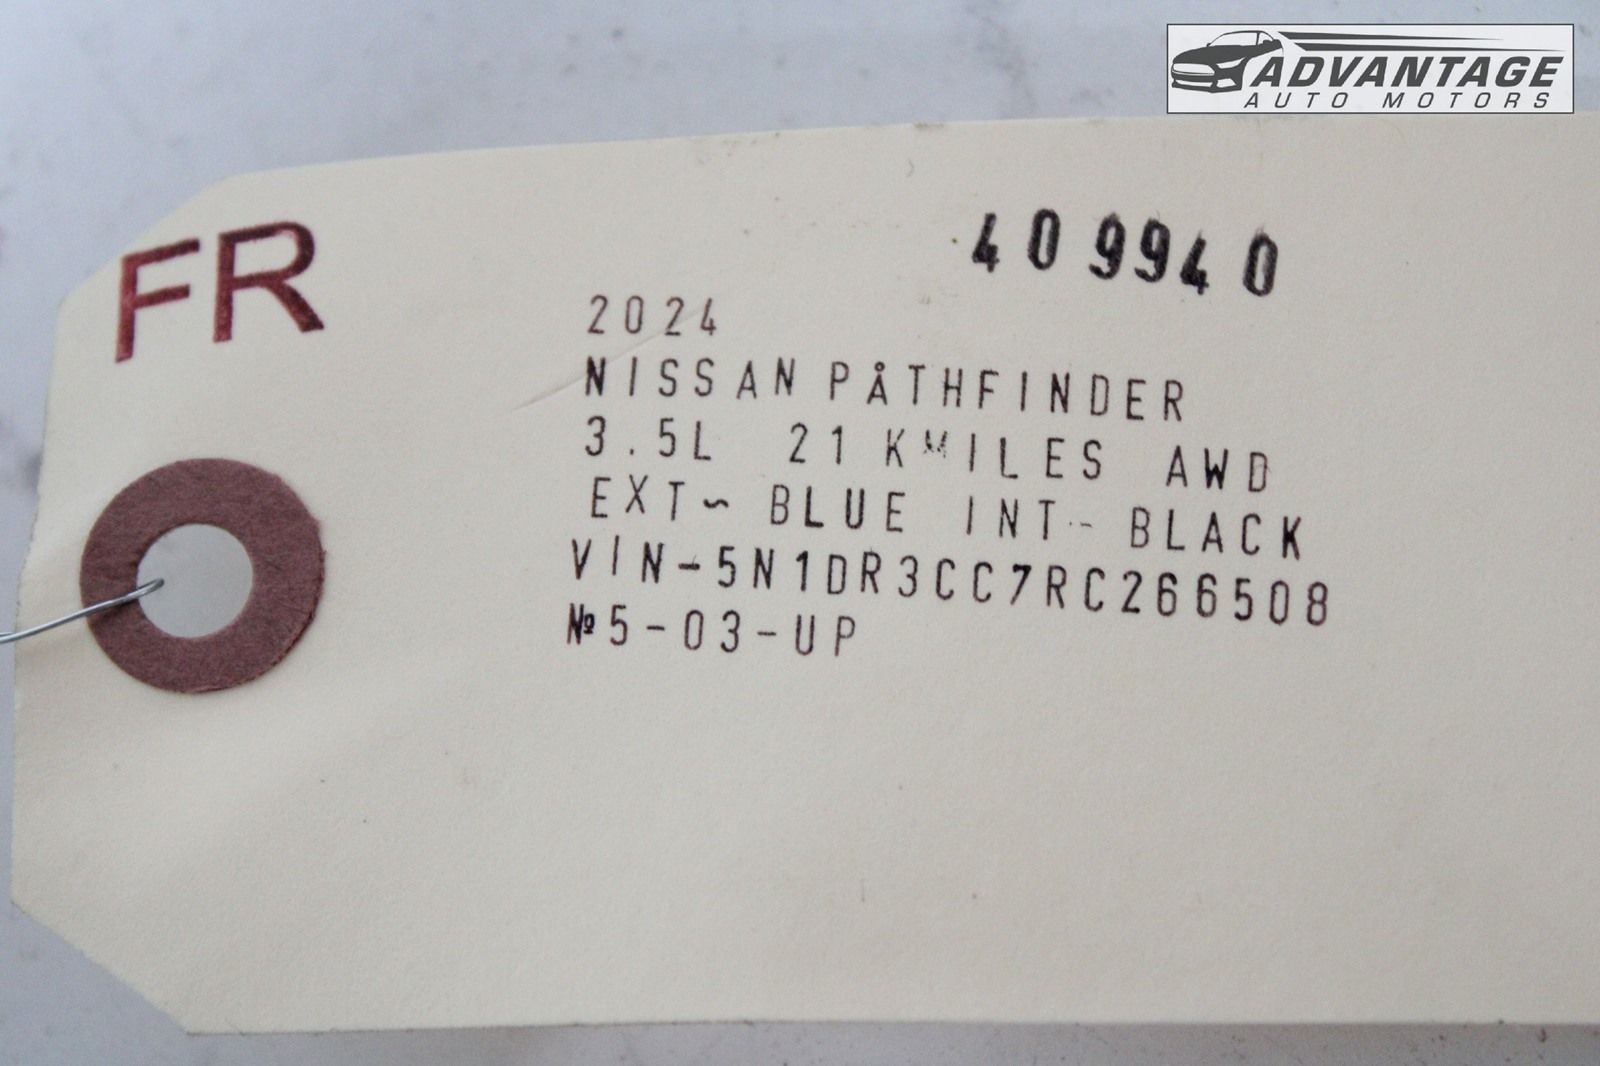 ADVANTAGE
AUTO MOTORS
FR
409940
2024
NISSAN PATHFINDER
3.5L 21 KMILES AWD
EXT~ BLUE INT- BLACK
VIN-5N1DR3CC7RC266508
№5-03-UP